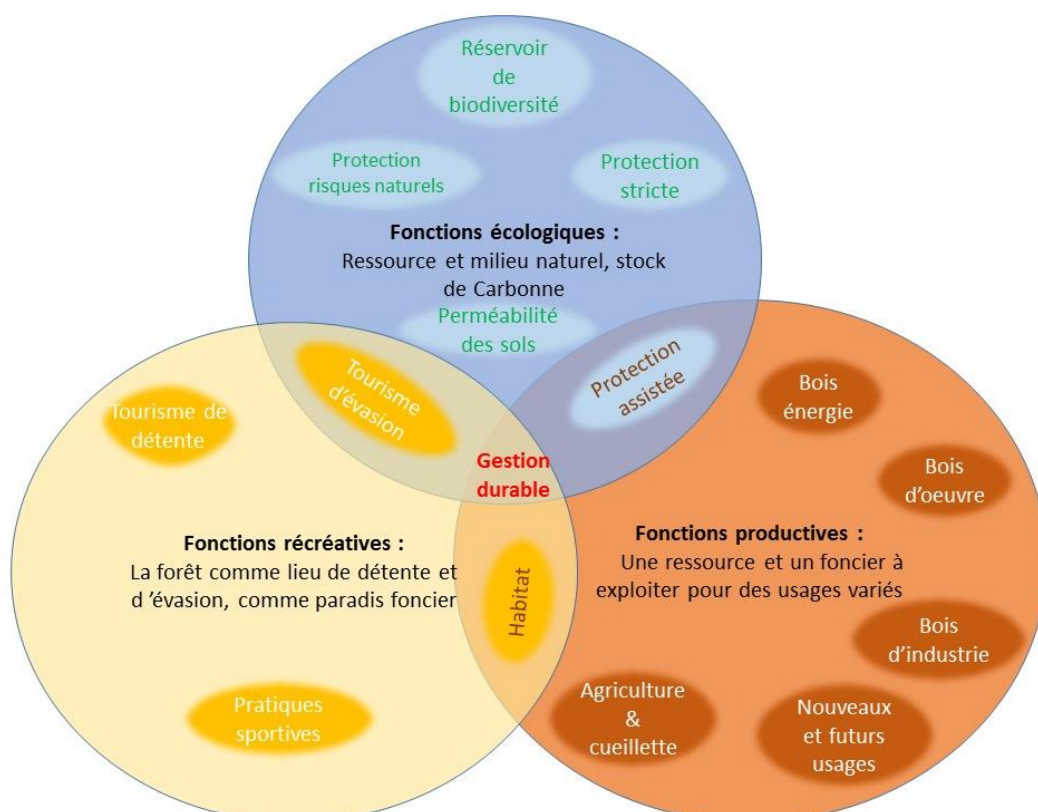 Réservoir
de
biodiversité
Protection
risques naturels
Protection
stricte
Fonctions écologiques :
Ressource et milieu naturel, stock
de Carbonne
Perméabilité
des sols
Tourisme
d'évasion
Protection
assistée
Gestion
durable
Tourisme de
détente
Fonctions récréatives :
La forêt comme lieu de détente et
d 'évasion, comme paradis foncier
Habitat
Pratiques
sportives
Bois
énergie
Bois
d'oeuvre
Fonctions productives :
Une ressource et un foncier à
exploiter pour des usages variés
Bois
d'industrie
Agriculture
&
cueillette
Nouveaux
et futurs
usages